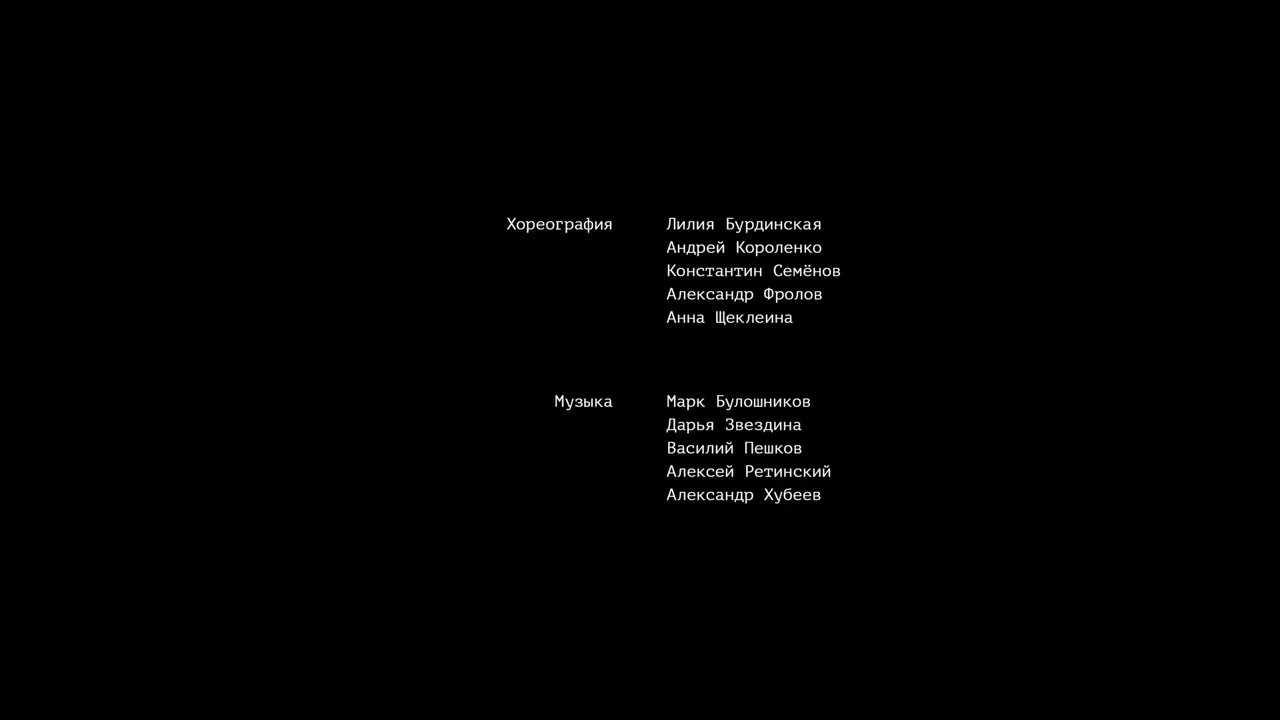 Хореография Лилия Бурдинская
Андрей Короленко
Константин Семёнов
Александр Фролов
Анна Щеклеина
Музыка Марк Булошников
Дарья Звездина
Василий Пешков
Алексей Ретинский
Александр Хубеев